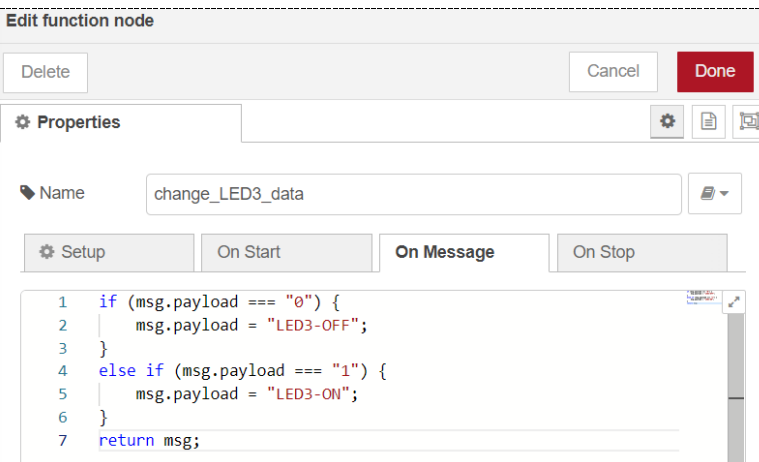 Edit function node
Delete
Cancel
Done
Properties
Name
change_LED3_data
Setup
On Start
On Message
On Stop
1 if (msg.payload === "0") {
2     msg.payload = "LED3-OFF";
3 }
4 else if (msg.payload === "1") {
5     msg.payload = "LED3-ON";
6 }
7 return msg;